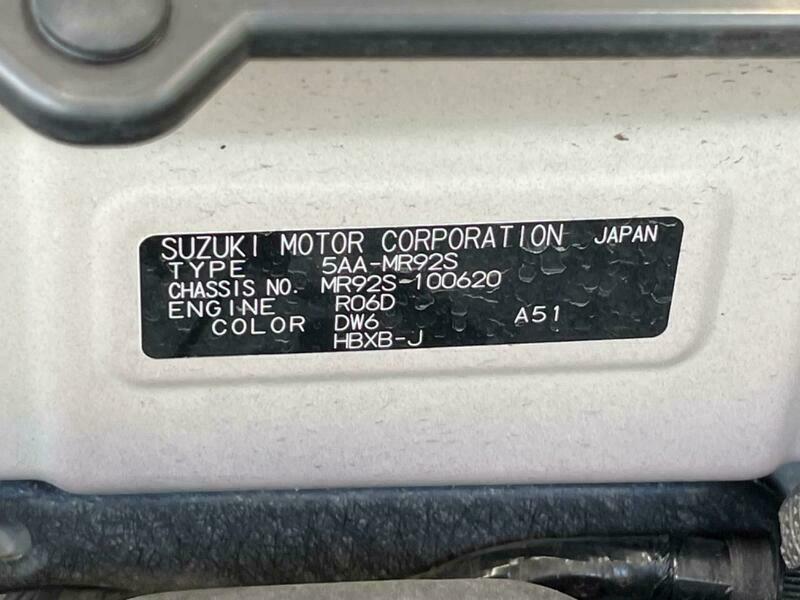 SUZUKI MOTOR CORPORATION JAPAN
TYPE 5AA-MR92S
CHASSIS NO. MR92S-100620
ENGINE R06D
COLOR DW6 A51
HBXB-J